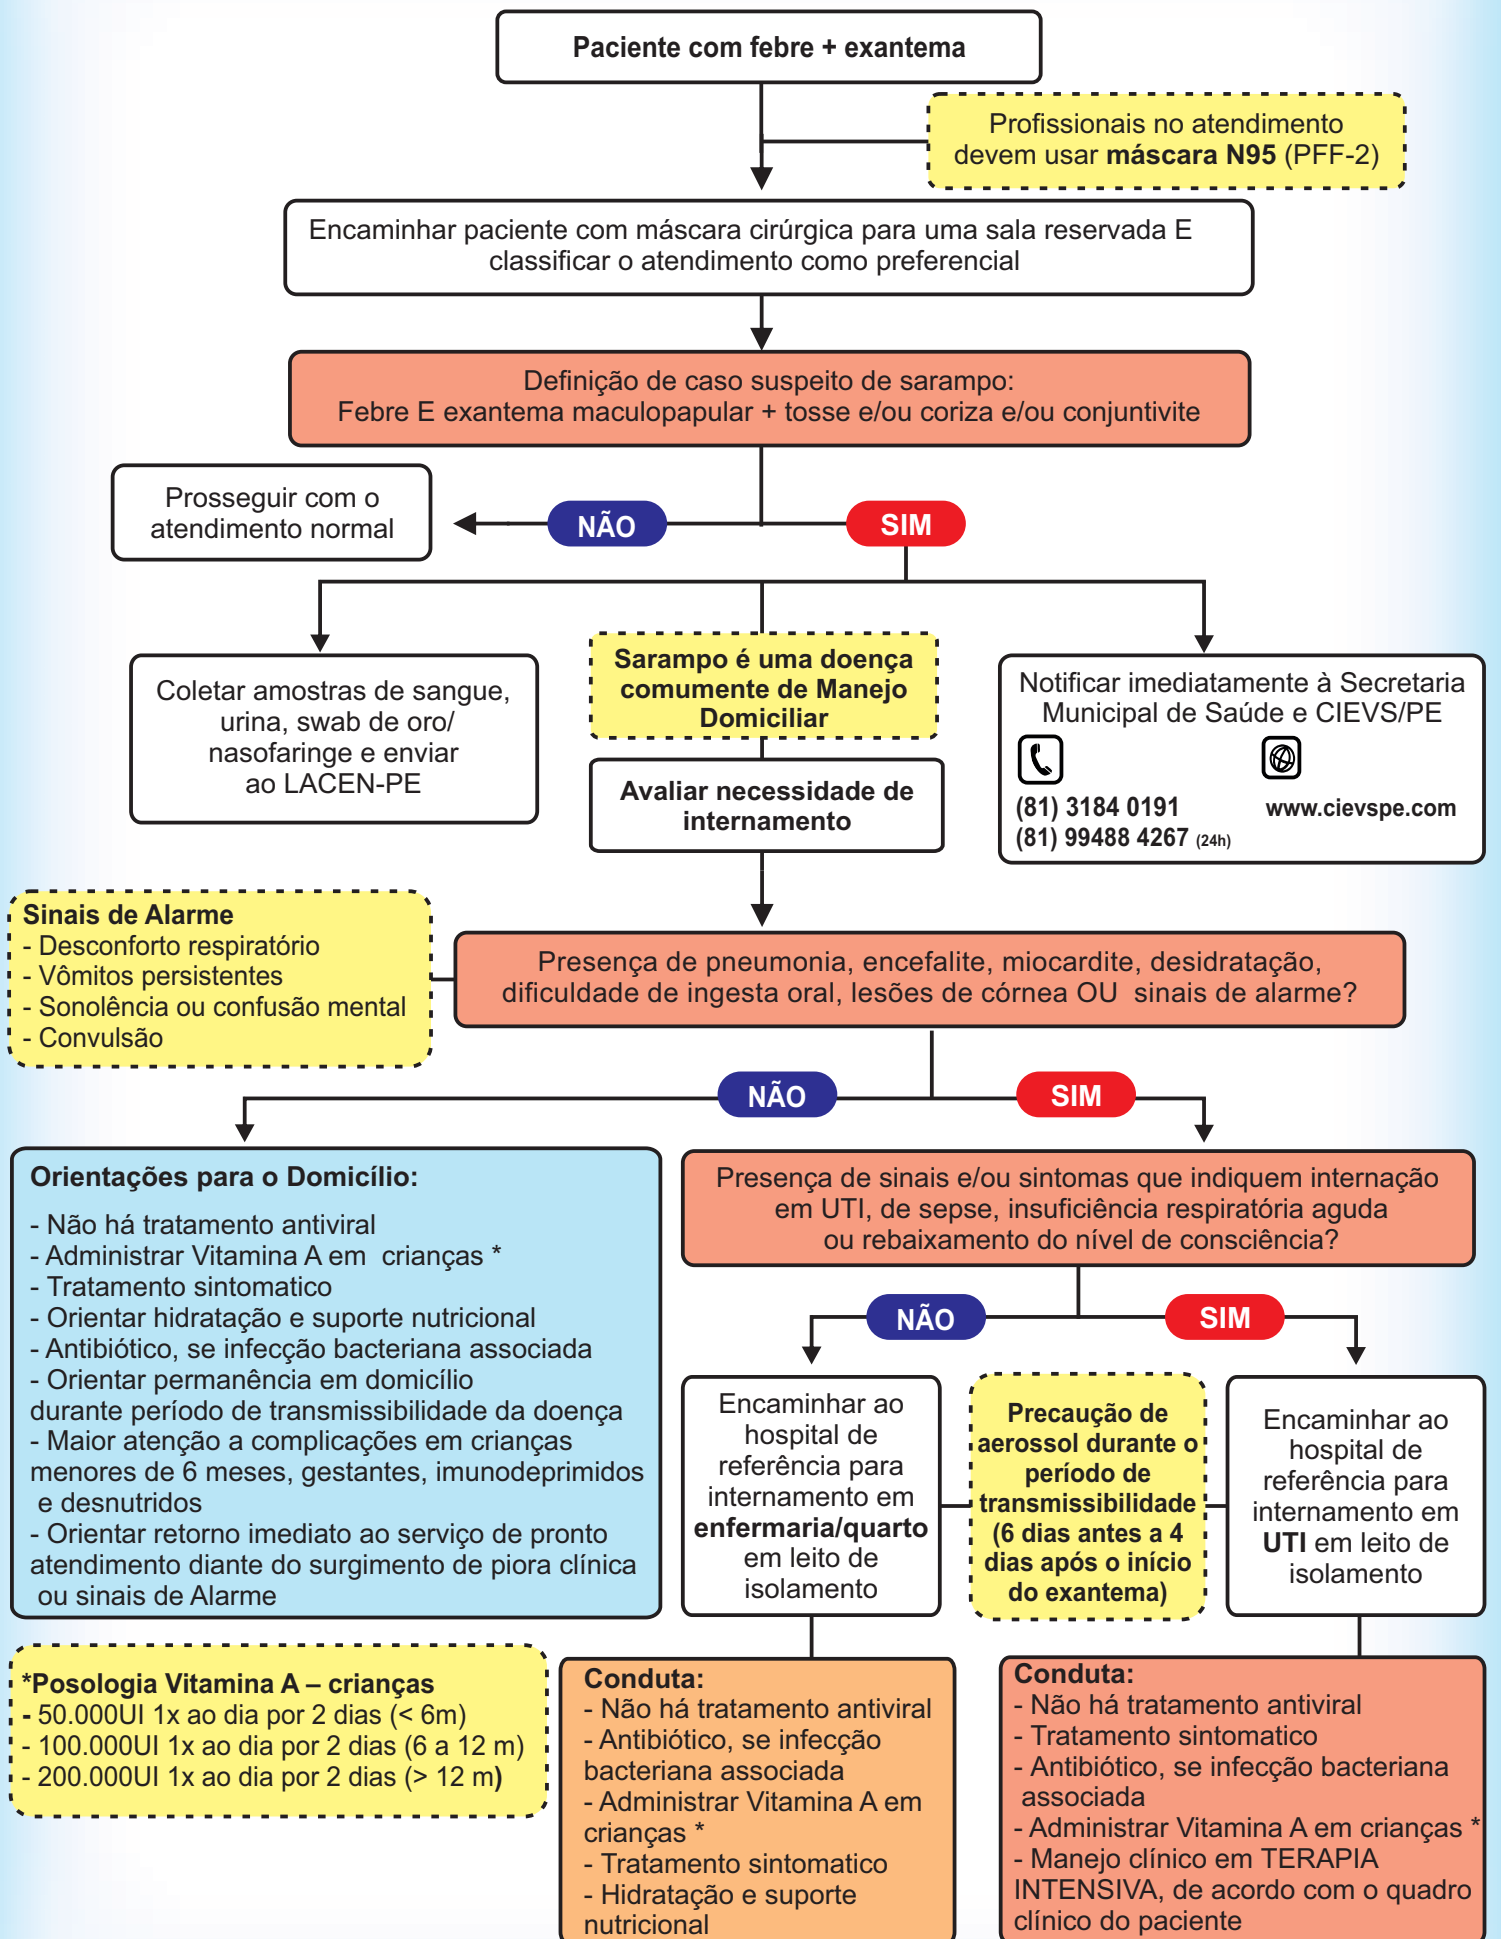 Paciente com febre + exantema
Profissionais no atendimento
devem usar máscara N95 (PFF-2)
Encaminhar paciente com máscara cirúrgica para uma sala reservada E
classificar o atendimento como preferencial
Definição de caso suspeito de sarampo:
Febre E exantema maculopapular + tosse e/ou coriza e/ou conjuntivite
Prosseguir com o
atendimento normal
NÃO
SIM
Coletar amostras de sangue,
urina, swab de oro/
nasofaringe e enviar
ao LACEN-PE
Sarampo é uma doença
comumente de Manejo
Domiciliar
Avaliar necessidade de
internamento
Notificar imediatamente à Secretaria
Municipal de Saúde e CIEVS/PE
(81) 3184 0191
(81) 99488 4267 (24h)
www.cievspe.com
Sinais de Alarme
- Desconforto respiratório
- Vômitos persistentes
- Sonolência ou confusão mental
- Convulsão
Presença de pneumonia, encefalite, miocardite, desidratação,
dificuldade de ingesta oral, lesões de córnea OU sinais de alarme?
NÃO
SIM
Orientações para o Domicílio:
- Não há tratamento antiviral
- Administrar Vitamina A em crianças *
- Tratamento sintomatico
- Orientar hidratação e suporte nutricional
- Antibiótico, se infecção bacteriana associada
- Orientar permanência em domicílio
durante período de transmissibilidade da doença
- Maior atenção a complicações em crianças
menores de 6 meses, gestantes, imunodeprimidos
e desnutridos
- Orientar retorno imediato ao serviço de pronto
atendimento diante do surgimento de piora clínica
ou sinais de Alarme
Presença de sinais e/ou sintomas que indiquem internação
em UTI, de sepse, insuficiência respiratória aguda
ou rebaixamento do nível de consciência?
NÃO
SIM
Encaminhar ao
hospital de
referência para
internamento em
enfermaria/quarto
em leito de
isolamento
Precaução de
aerossol durante o
período de
transmissibilidade
(6 dias antes a 4
dias após o início
do exantema)
Encaminhar ao
hospital de
referência para
internamento em
UTI em leito de
isolamento
*Posologia Vitamina A – crianças
- 50.000UI 1x ao dia por 2 dias (< 6m)
- 100.000UI 1x ao dia por 2 dias (6 a 12 m)
- 200.000UI 1x ao dia por 2 dias (> 12 m)
Conduta:
- Não há tratamento antiviral
- Antibiótico, se infecção
bacteriana associada
- Administrar Vitamina A em
crianças *
- Tratamento sintomatico
- Hidratação e suporte
nutricional
Conduta:
- Não há tratamento antiviral
- Tratamento sintomatico
- Antibiótico, se infecção bacteriana
associada
- Administrar Vitamina A em crianças *
- Manejo clínico em TERAPIA
INTENSIVA, de acordo com o quadro
clínico do paciente